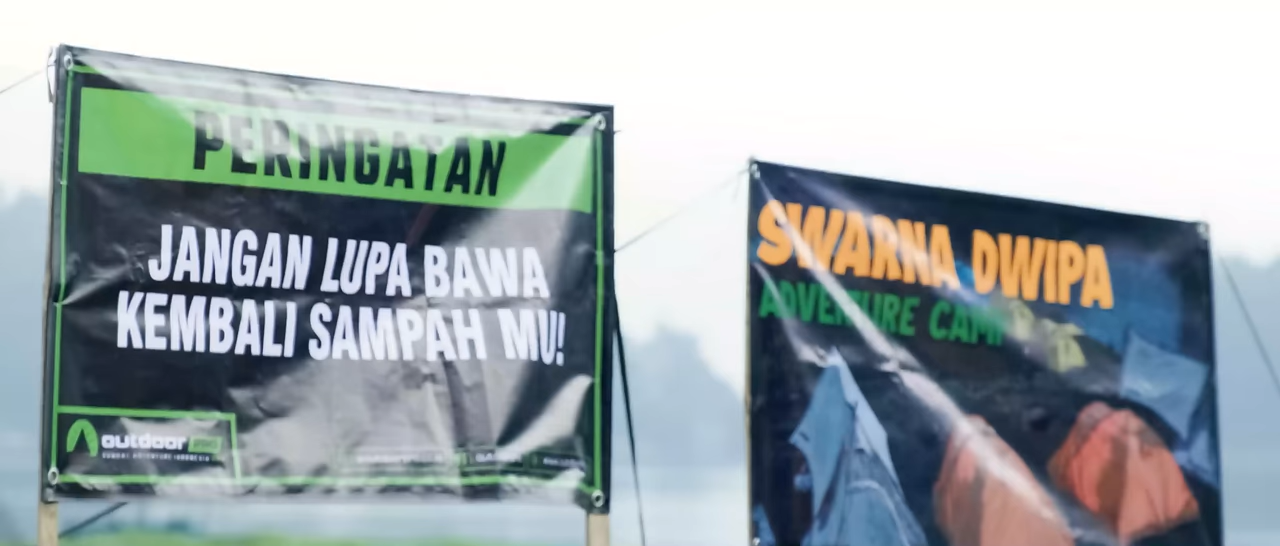 PERINGATAN
JANGAN LUPA BAWA
KEMBALI SAMPAH MU!
outdoor
SWARNA DWIPA
ADVENTURE CAMP